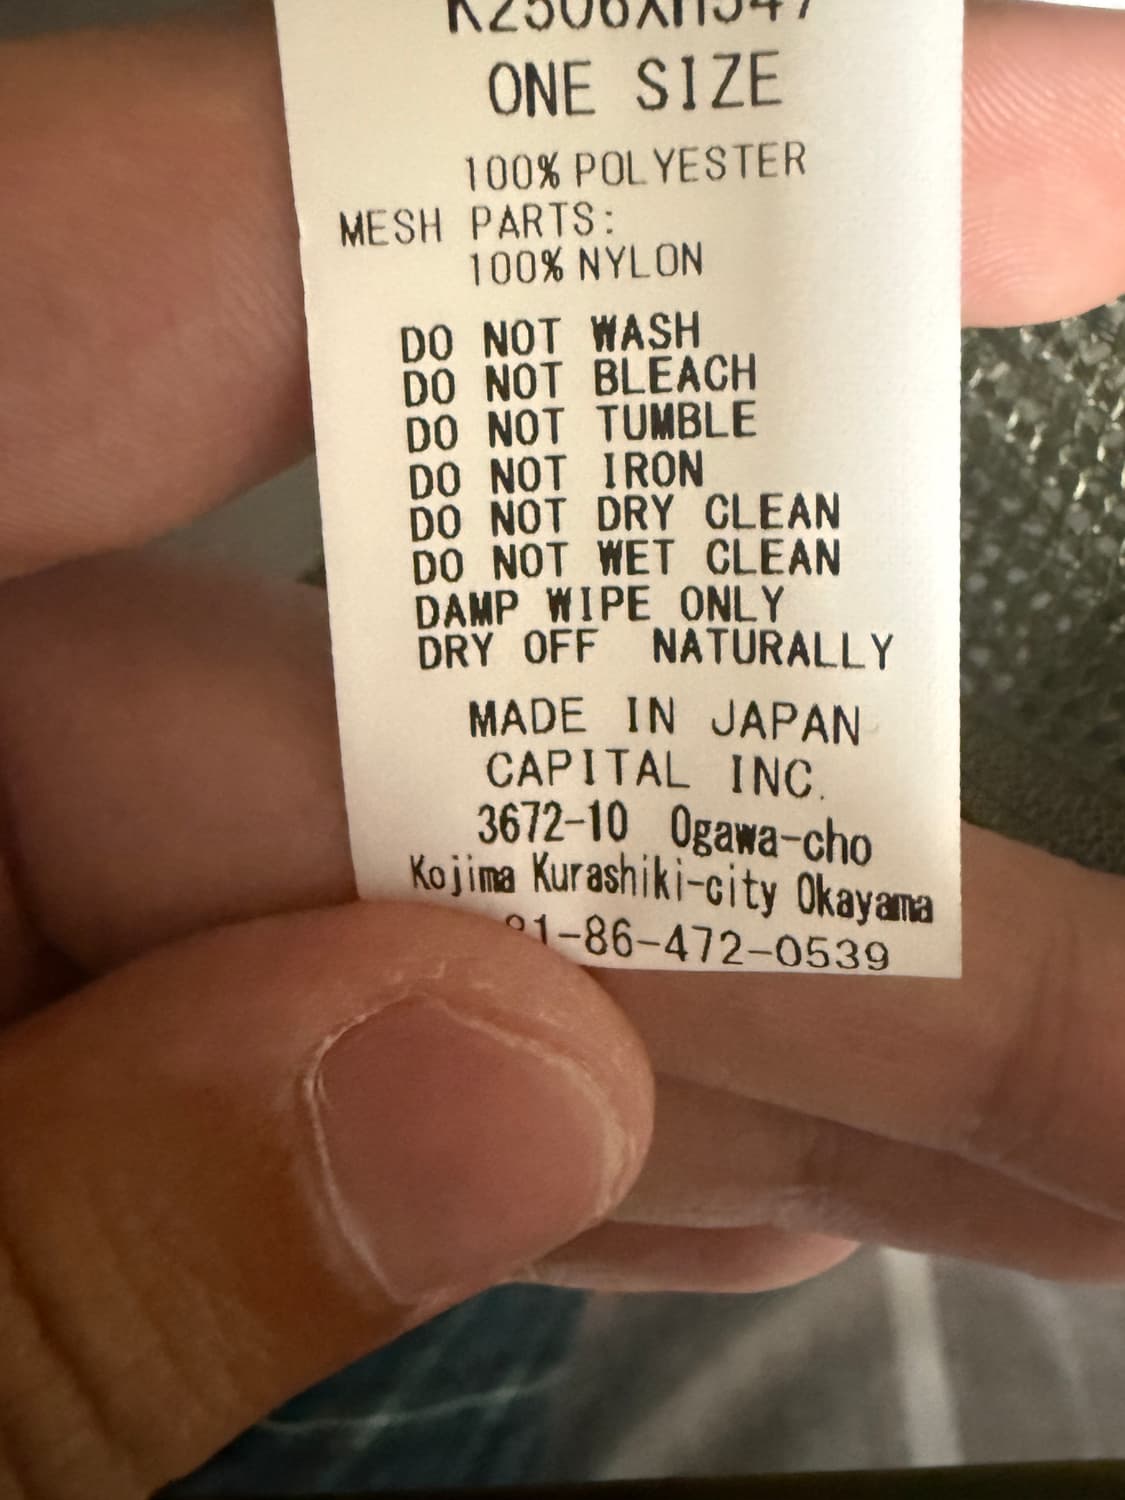 ONE SIZE
100% POLYESTER
MESH PARTS:
100% NYLON
DO NOT WASH
DO NOT BLEACH
DO NOT TUMBLE
DO NOT IRON
DO NOT DRY CLEAN
DO NOT WET CLEAN
DAMP WIPE ONLY
DRY OFF NATURALLY
MADE IN JAPAN
CAPITAL INC.
3672-10 Ogawa-cho
Kojima Kurashiki-city Okayama
81-86-472-0539